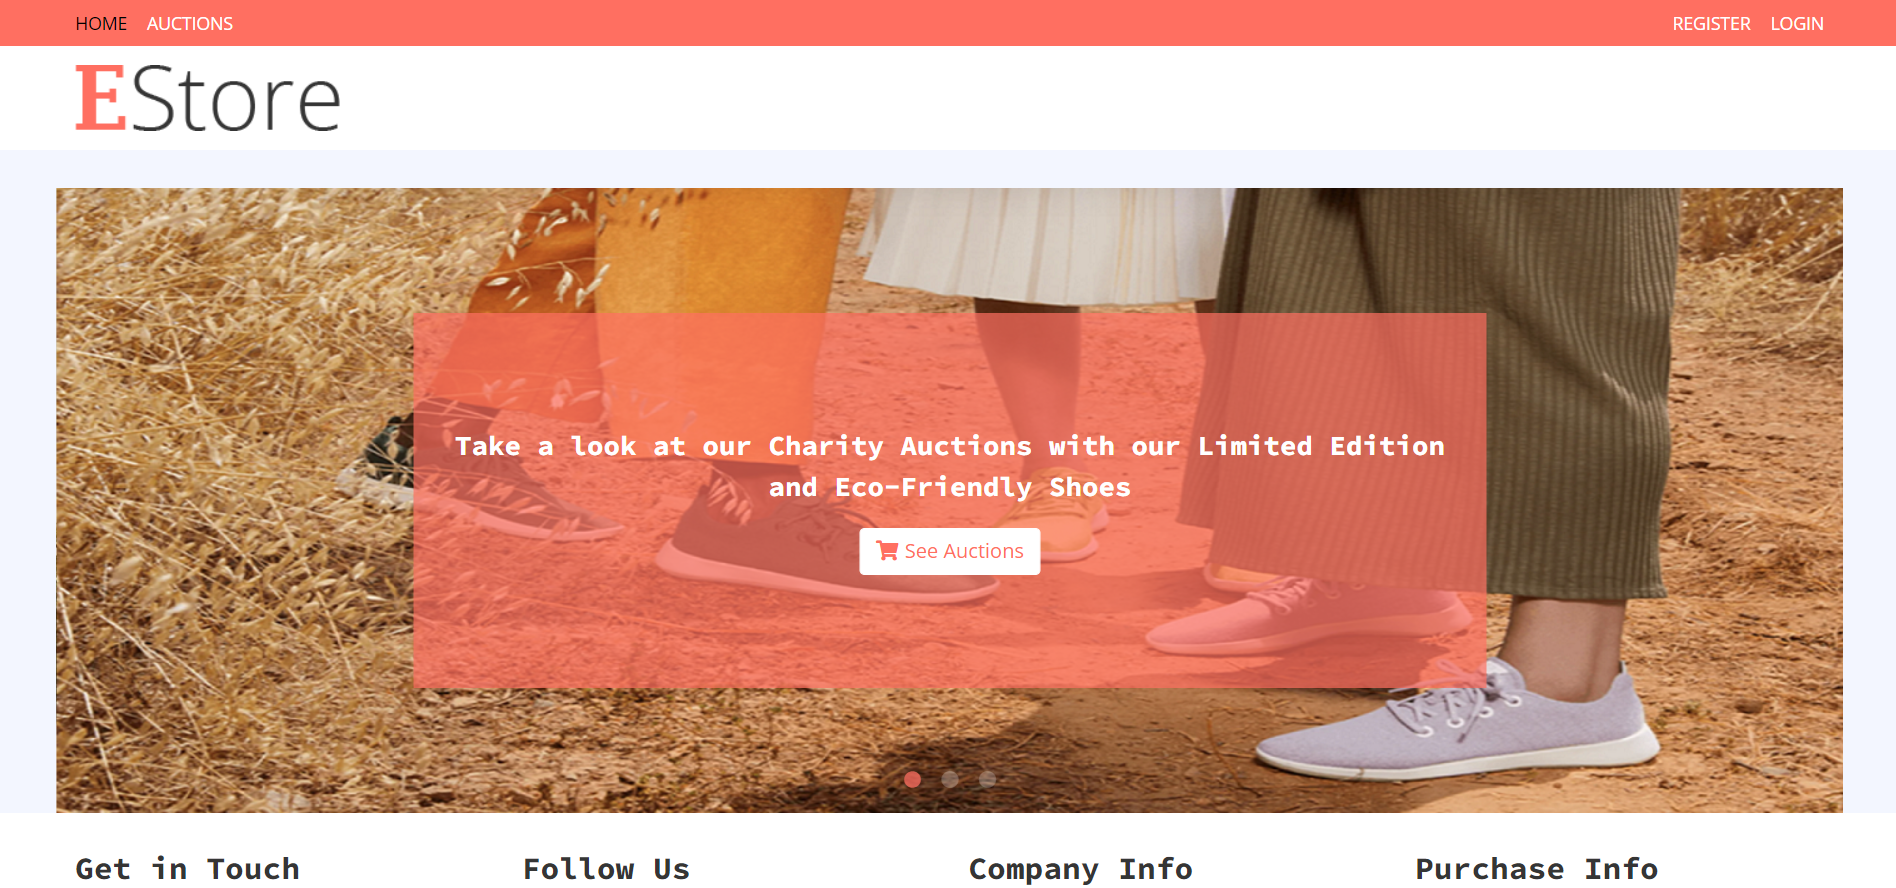 HOME AUCTIONS REGISTER LOGIN
EStore
Take a look at our Charity Auctions with our Limited Edition
and Eco-Friendly Shoes
See Auctions
Get in Touch Follow Us Company Info Purchase Info